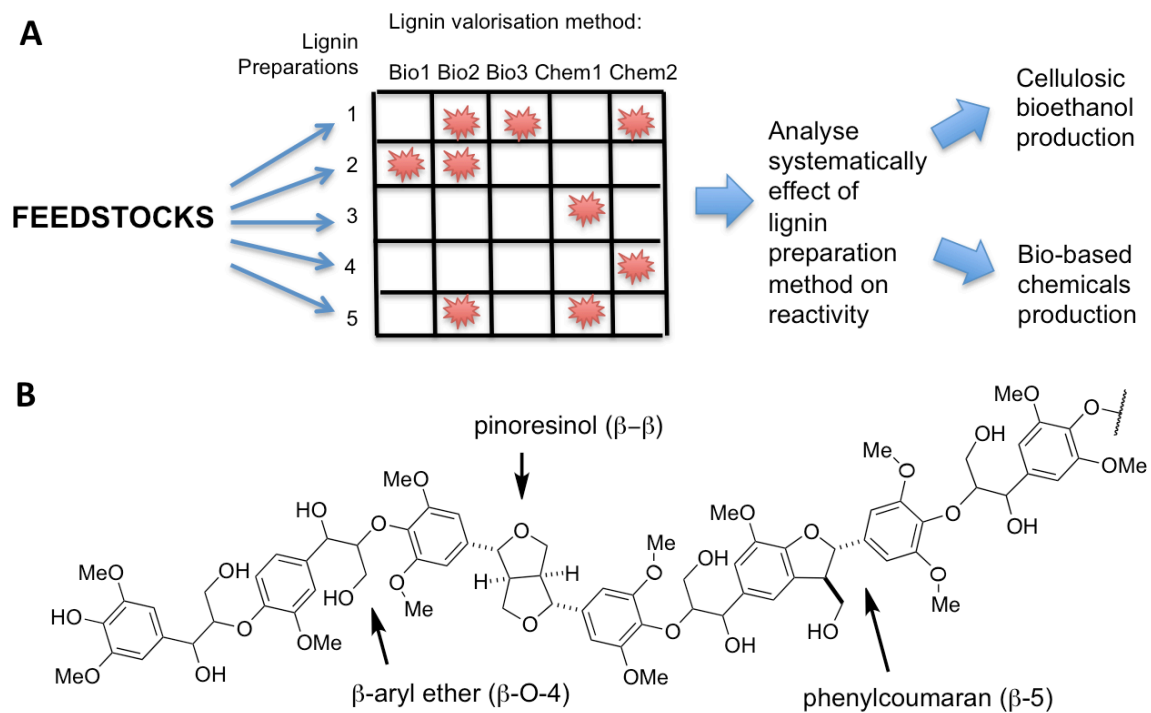 A
Lignin valorisation method:
Lignin
Preparations
Bio1 Bio2 Bio3 Chem1 Chem2
1
2
3
4
5
FEEDSTOCKS
Analyse
systematically
effect of
lignin
preparation
method on
reactivity
Cellulosic
bioethanol
production
Bio-based
chemicals
production
B
pinoresinol (β–β)
β-aryl ether (β-O-4)
phenylcoumaran (β-5)
MeO
HO
MeO
OH
OH
O
OMe
HO
HO
O
MeO
O
Me
O
H
H
O
O
Me
OMe
O
OH
OH
MeO
O
HO
Me
O
O
Me
O
OH
OH
MeO
OMe
O